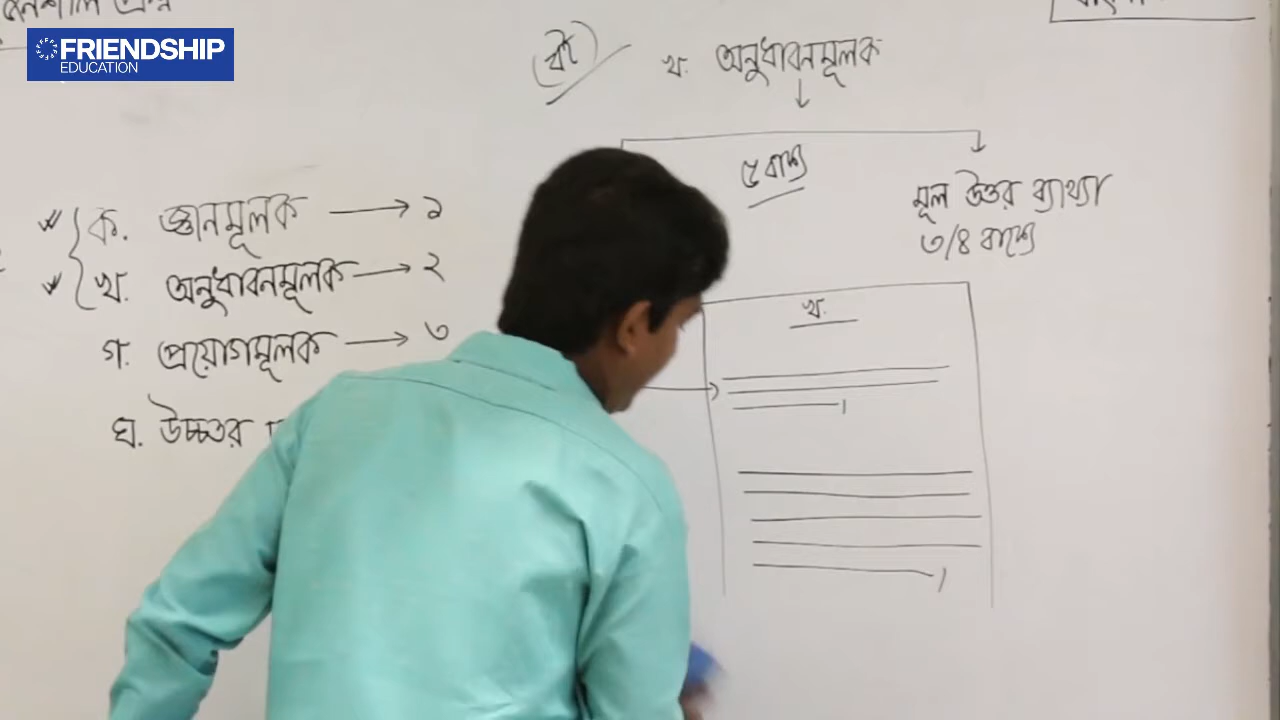 FRIENDSHIP
EDUCATION
ক. জ্ঞানমূলক → ১
খ. অনুধাবনমূলক → ২
গ. প্রয়োগমূলক → ৩
ঘ. উচ্চতর
খ. অনুধাবনমূলক
৫ বাক্য
মূল উত্তর ব্যাখ্যা
৩/৪ বাক্যে
খ.